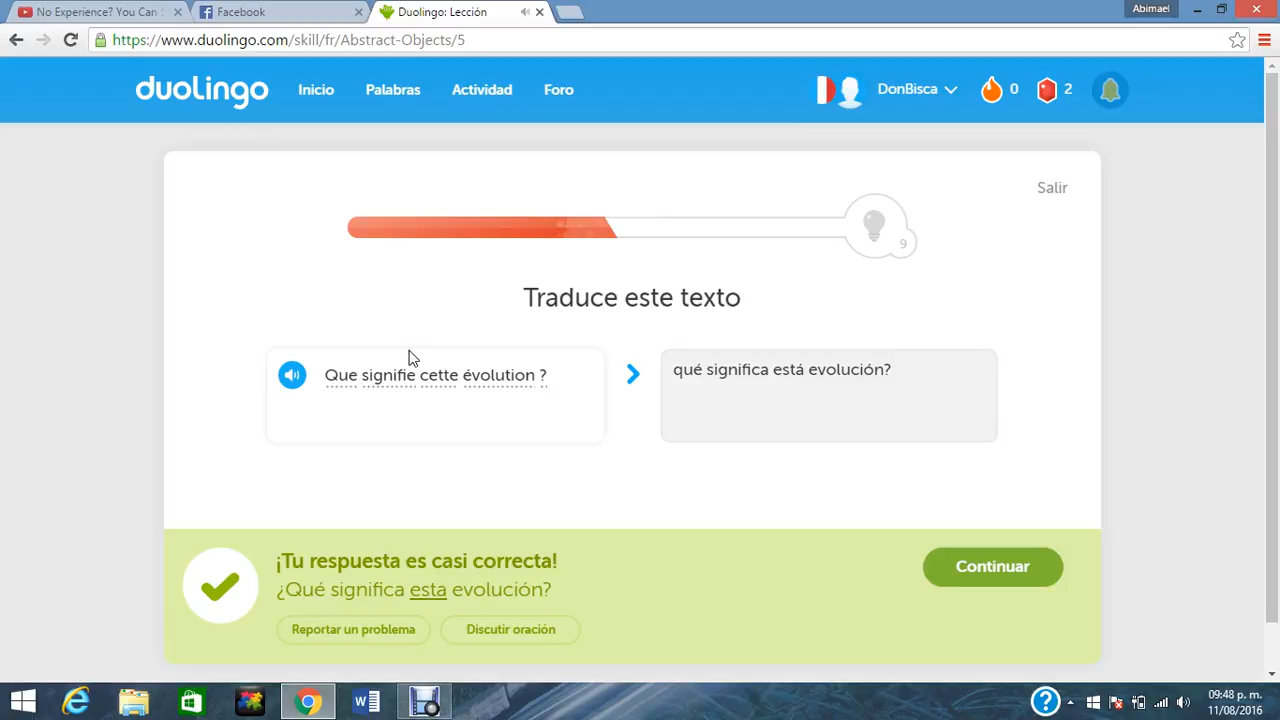 No Experience? You Can
Facebook
Duolingo: Lección
Abimael
https://www.duolingo.com/skill/fr/Abstract-Objects/5
duolingo
Inicio
Palabras
Actividad
Foro
DonBisca
0
2
Salir
9
Traduce este texto
Que signifie cette évolution ?
qué significa está evolución?
¡Tu respuesta es casi correcta!
¿Qué significa esta evolución?
Continuar
Reportar un problema
Discutir oración
09:48 p. m.
11/08/2016